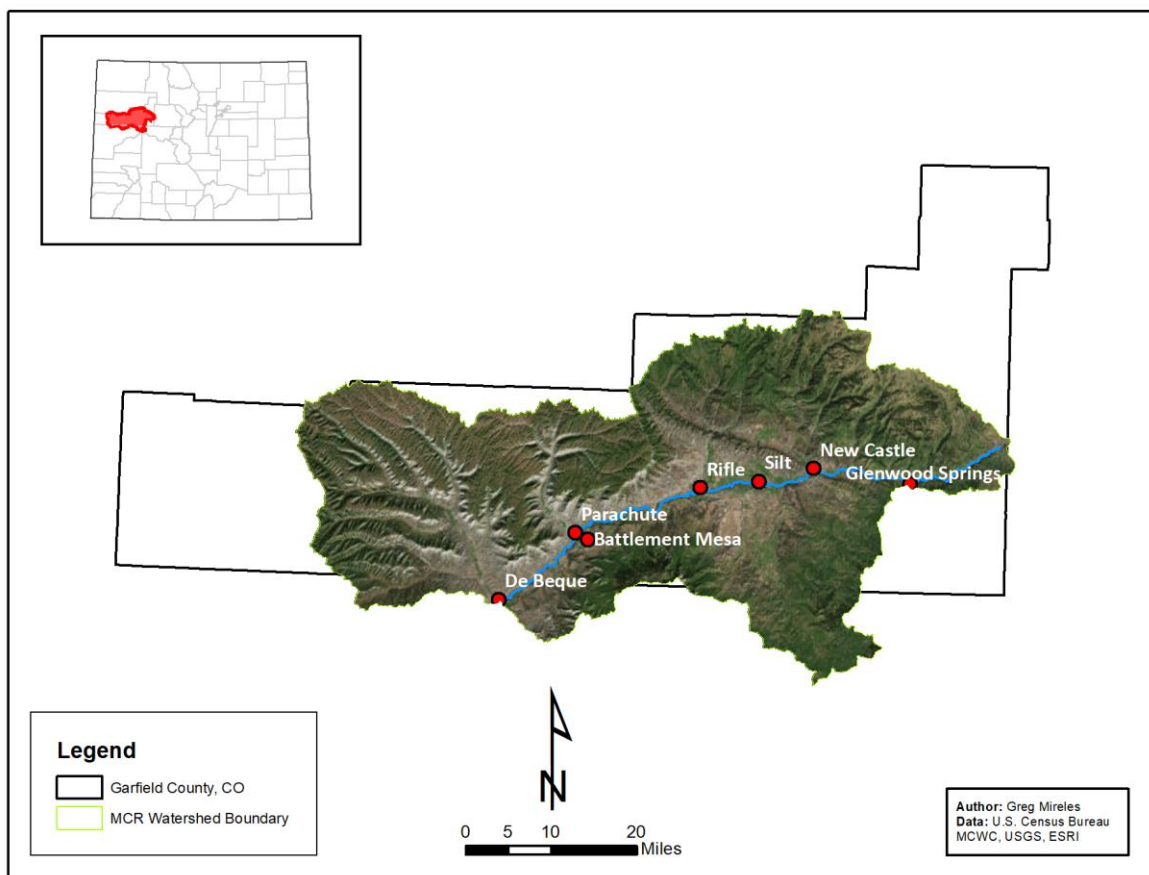 New Castle
Silt
Rifle
Glenwood Springs
Parachute
Battlement Mesa
De Beque
Legend
Garfield County, CO
MCR Watershed Boundary
N
0 5 10 20
Miles
Author: Greg Mireles
Data: U.S. Census Bureau
MCWC, USGS, ESRI